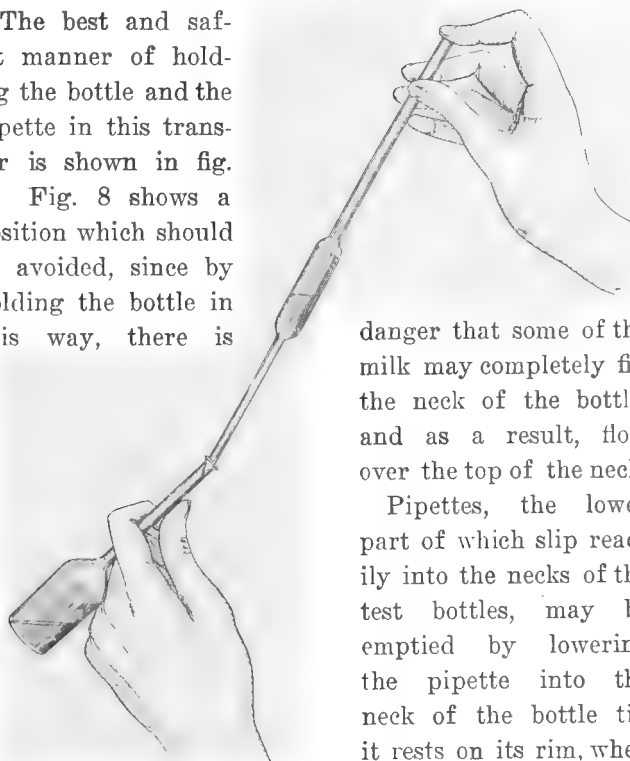 The best and saf-
t manner of hold-
g the bottle and the
pette in this trans-
r is shown in fig.
Fig. 8 shows a
sition which should
avoided, since by
lding the bottle in
is way, there is
danger that some of th
milk may completely fi
the neck of the bottl
and as a result, flo
over the top of the neck
Pipettes, the lowe
part of which slip read
ily into the necks of th
test bottles, may b
emptied by lowerin
the pipette into th
neck of the bottle ti
it rests on its rim, whe